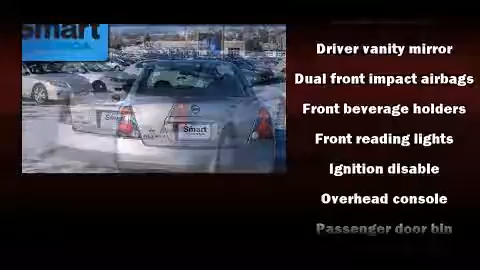 Smart
Smart
Smart
Driver vanity mirror
Dual front impact airbags
Front beverage holders
Front reading lights
Ignition disable
Overhead console
Passenger door bin